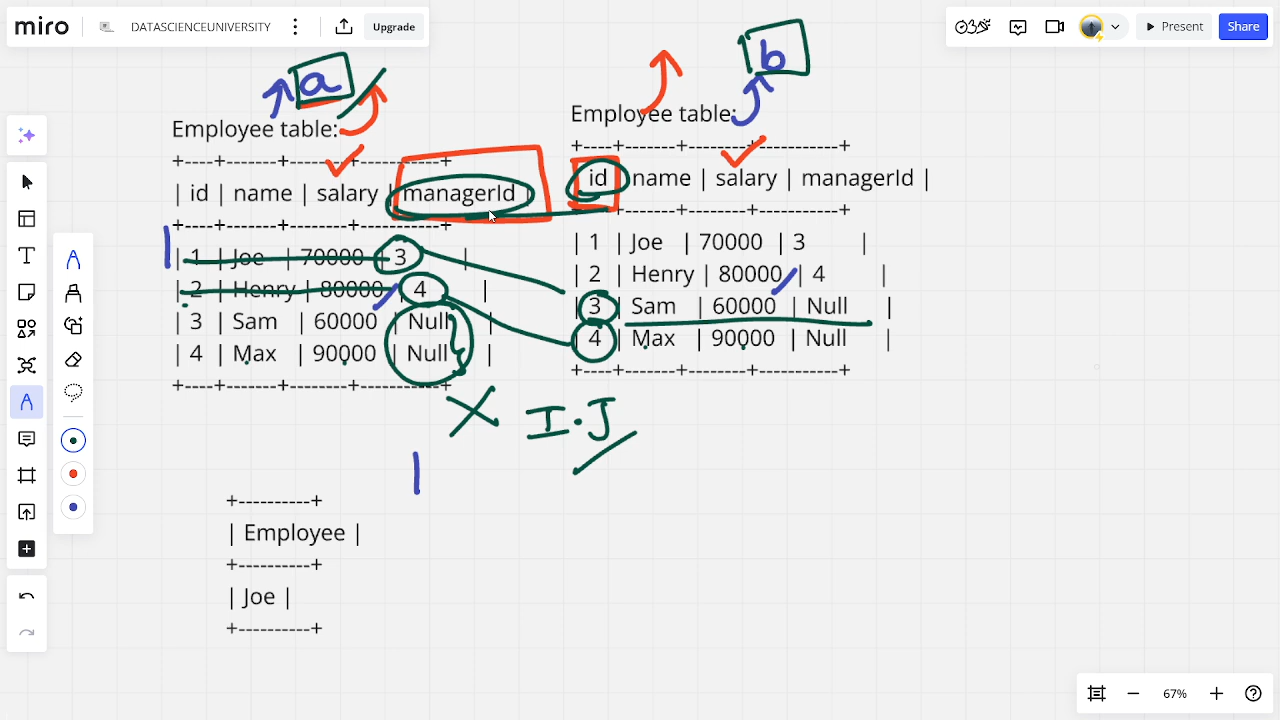 miro DATASCIENCEUNIVERSITY Upgrade Present Share
a
b
Employee table:
+----+-------+--------+-----------+
| id | name | salary | managerId |
+----+-------+--------+-----------+
| 1 | Joe | 70000 | 3 |
| 2 | Henry | 80000 | 4 |
| 3 | Sam | 60000 | Null |
| 4 | Max | 90000 | Null |
+----+-------+--------+-----------+
Employee table:
+----+-------+--------+-----------+
| id | name | salary | managerId |
+----+-------+--------+-----------+
| 1 | Joe | 70000 | 3 |
| 2 | Henry | 80000 | 4 |
| 3 | Sam | 60000 | Null |
| 4 | Max | 90000 | Null |
+----+-------+--------+-----------+
X I.J
+----------+
| Employee |
+----------+
| Joe |
+----------+
67%